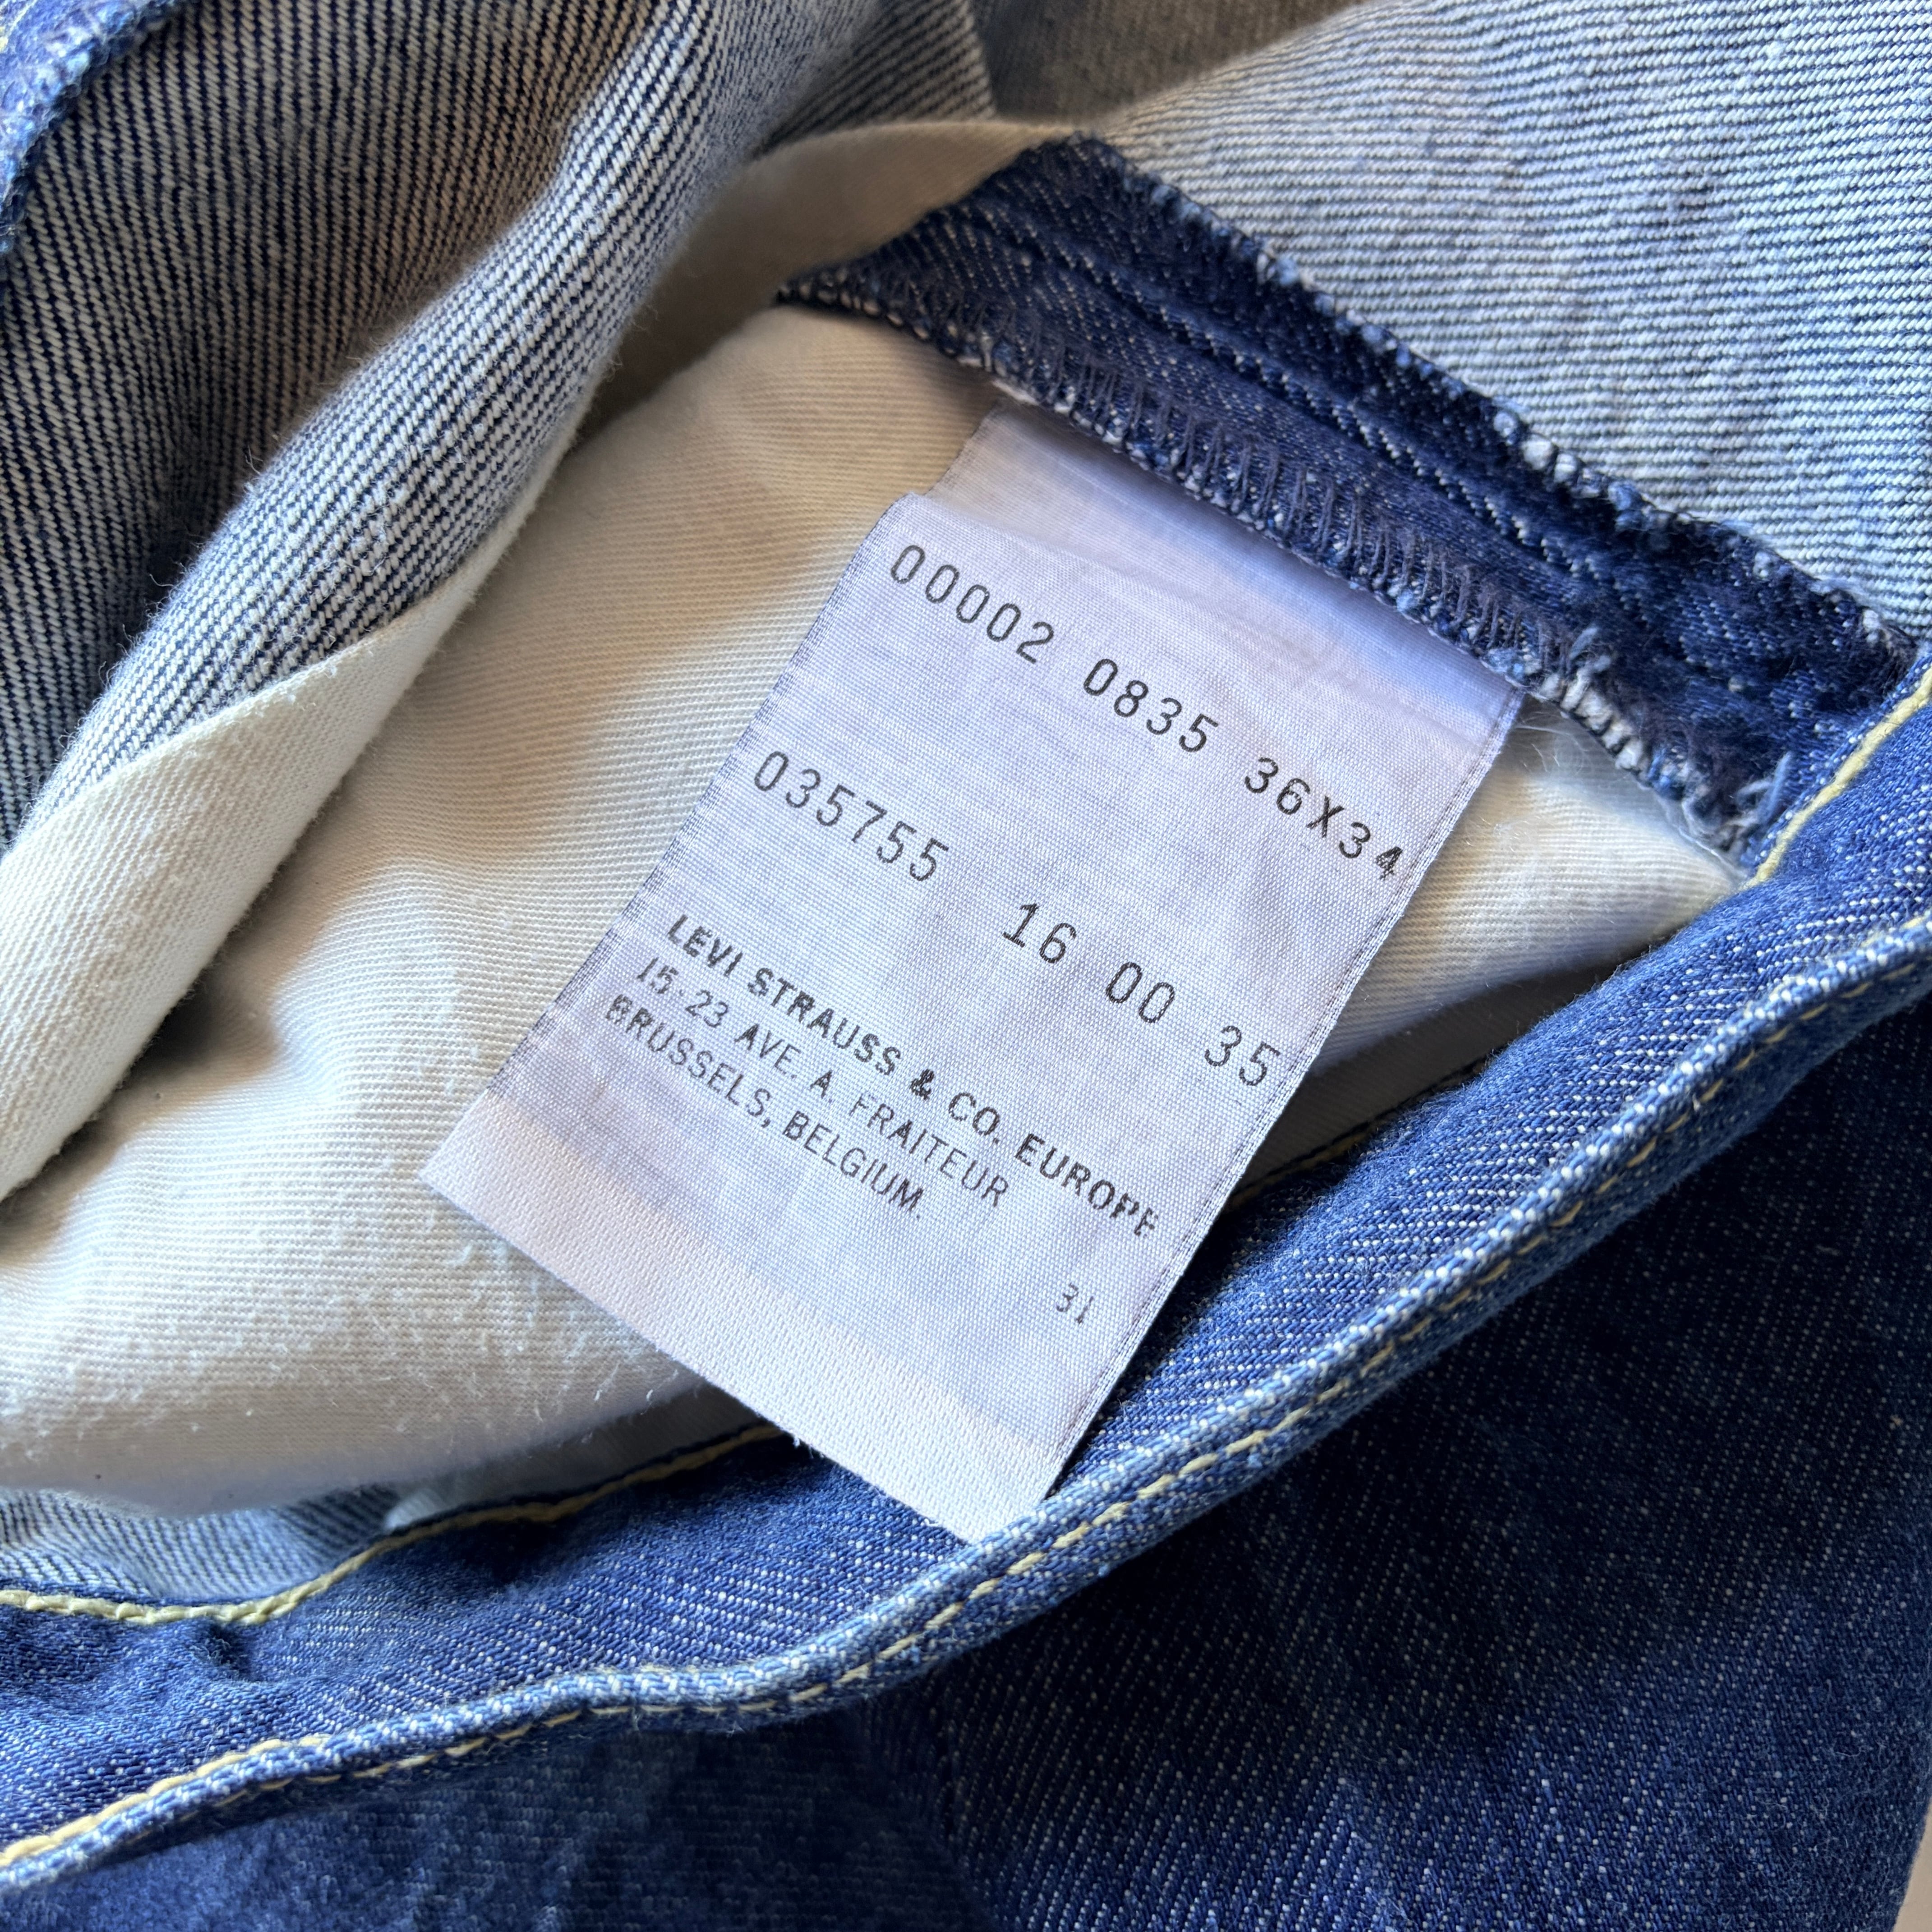 00002 0835 36X34
035755 16 00 35
LEVI STRAUSS & CO. EUROPE
15-23 AVE. A. FRAITEUR
BRUSSELS, BELGIUM.
31